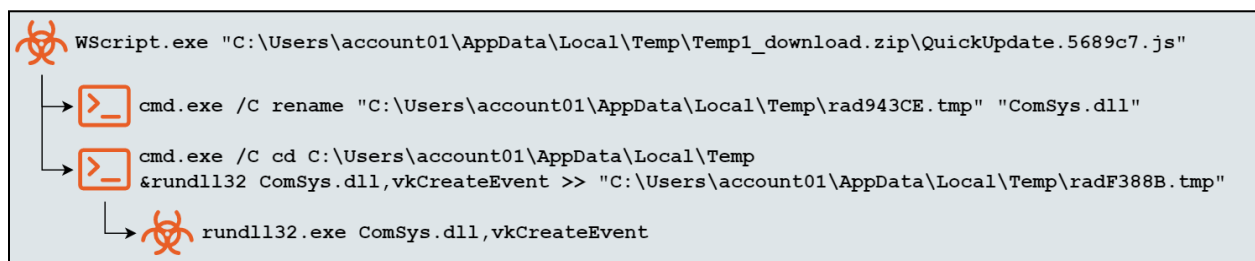 WScript.exe "C:\Users\account01\AppData\Local\Temp\Temp1_download.zip\QuickUpdate.5689c7.js"
cmd.exe /C rename "C:\Users\account01\AppData\Local\Temp\rad943CE.tmp" "ComSys.dll"
cmd.exe /C cd C:\Users\account01\AppData\Local\Temp
&rundll32 ComSys.dll,vkCreateEvent >> "C:\Users\account01\AppData\Local\Temp\radF388B.tmp"
rundll32.exe ComSys.dll,vkCreateEvent